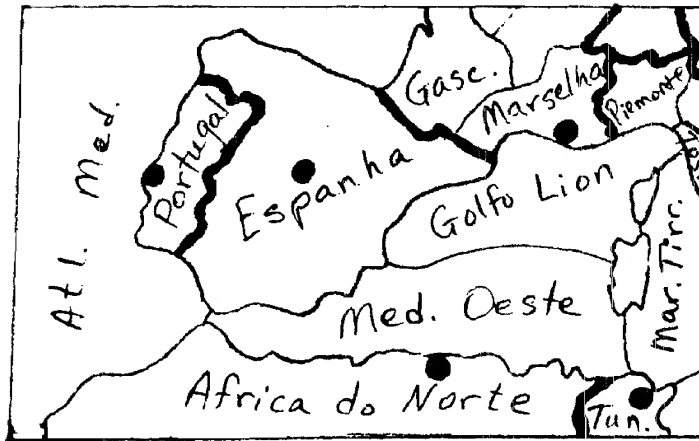 Gasc.
Marselha
Piemonte
Atl. Med.
Portugal
Espanha
Golfo Lion
Mar. Tirr.
Med. Oeste
Africa do Norte
Tun.